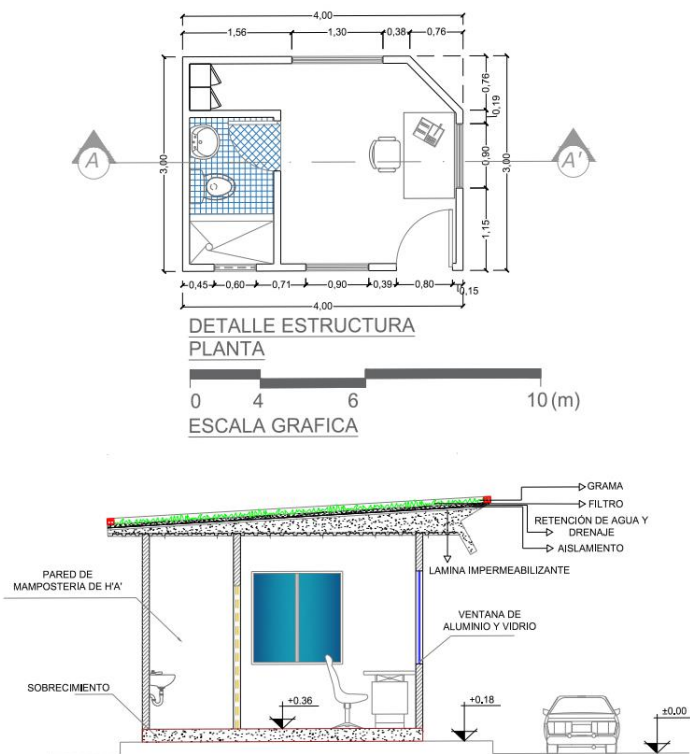 4,00
1,56 1,30 0,38 0,76
3,00
0,76
0,19
0,90
1,15
3,00
A
A'
0,45 0,60 0,71 0,90 0,39 0,80 0,15
4,00
DETALLE ESTRUCTURA
PLANTA
0 4 6 10 (m)
ESCALA GRAFICA
GRAMA
FILTRO
RETENCIÓN DE AGUA Y
DRENAJE
AISLAMIENTO
LAMINA IMPERMEABILIZANTE
PARED DE
MAMPOSTERIA DE H'A'
VENTANA DE
ALUMINIO Y VIDRIO
SOBRECIMIENTO
+0.36
+0,18
±0,00